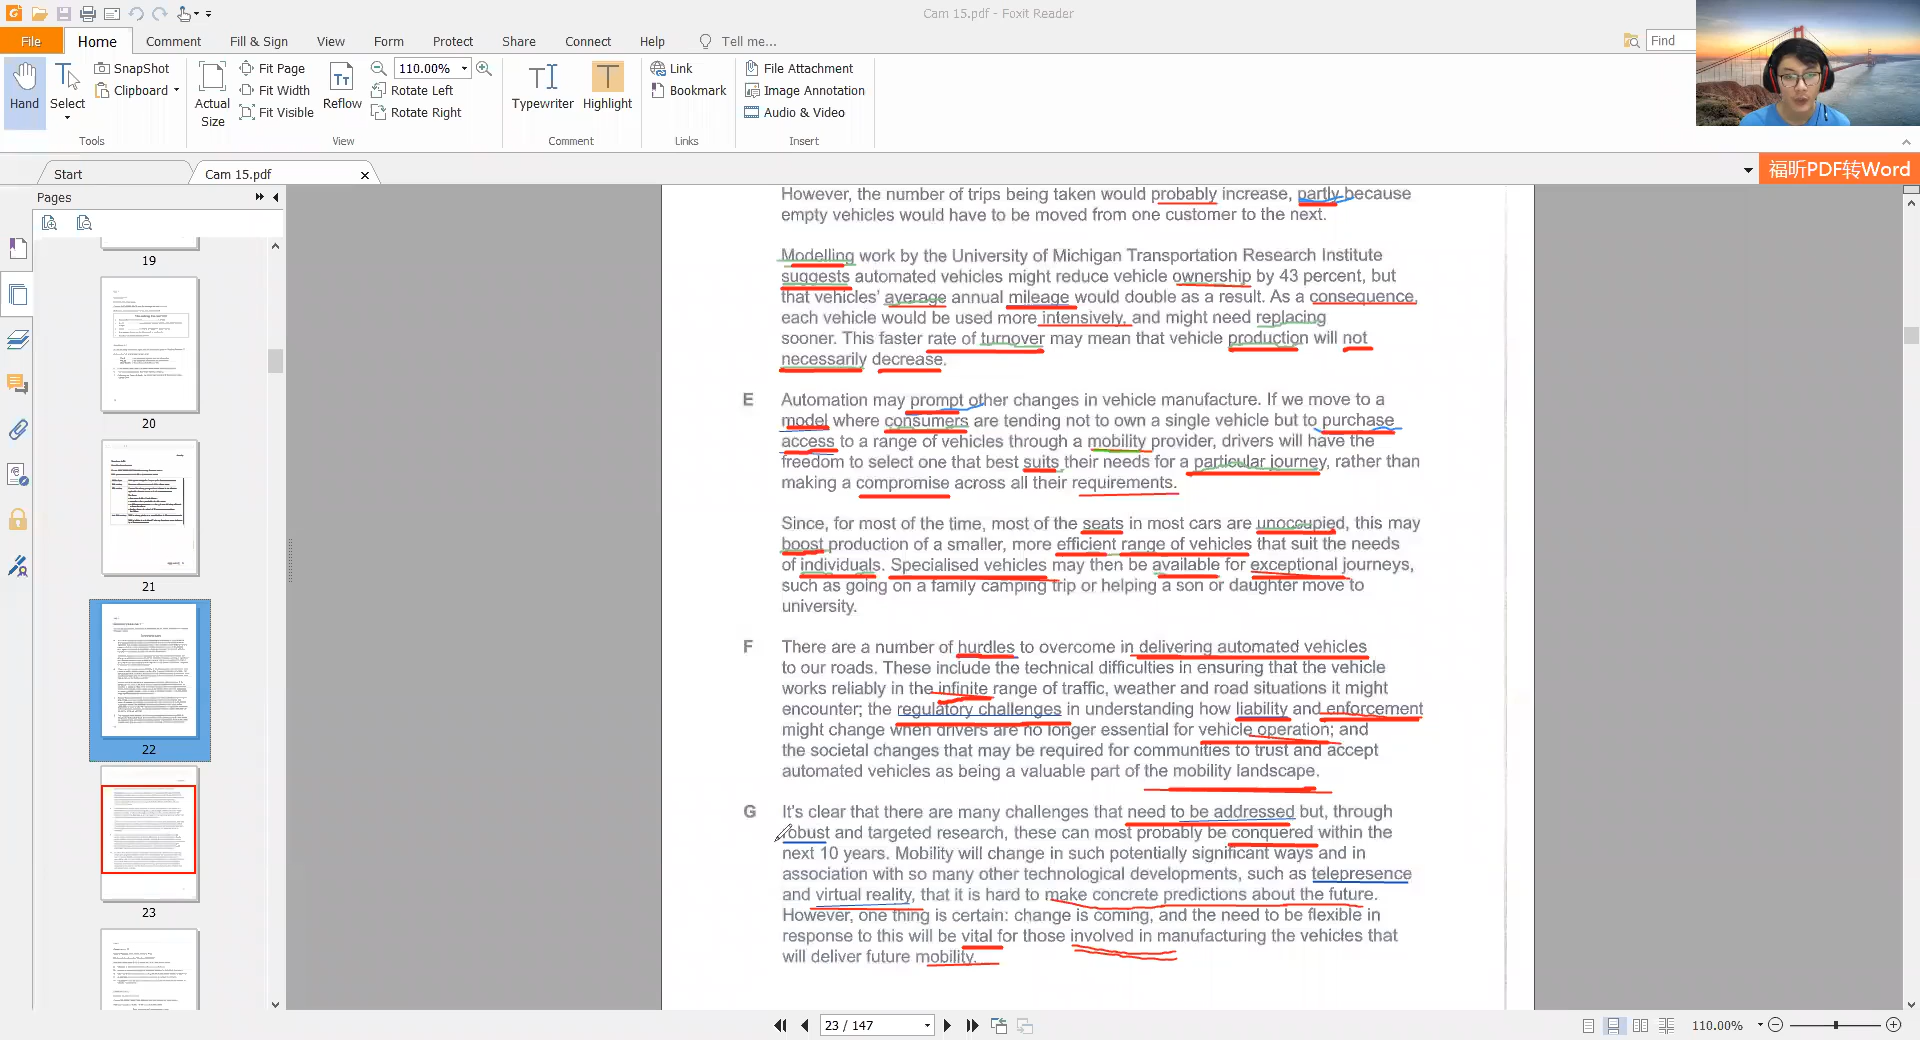 Cam 15.pdf - Foxit Reader
File Home Comment Fill & Sign View Form Protect Share Connect Help Tell me... Find
Hand
Select
SnapShot
Clipboard
Tools
Actual Size
Fit Page
Fit Width
Fit Visible
Reflow
110.00%
Rotate Left
Rotate Right
View
Typewriter
Highlight
Comment
Link
Bookmark
Links
File Attachment
Image Annotation
Audio & Video
Insert
Start
Cam 15.pdf
福昕PDF转Word
Pages
19
20
21
22
23
However, the number of trips being taken would probably increase, partly because
empty vehicles would have to be moved from one customer to the next.
Modelling work by the University of Michigan Transportation Research Institute
suggests automated vehicles might reduce vehicle ownership by 43 percent, but
that vehicles' average annual mileage would double as a result. As a consequence,
each vehicle would be used more intensively, and might need replacing
sooner. This faster rate of turnover may mean that vehicle production will not
necessarily decrease.
E Automation may prompt other changes in vehicle manufacture. If we move to a
model where consumers are tending not to own a single vehicle but to purchase
access to a range of vehicles through a mobility provider, drivers will have the
freedom to select one that best suits their needs for a particular journey, rather than
making a compromise across all their requirements.
Since, for most of the time, most of the seats in most cars are unoccupied, this may
boost production of a smaller, more efficient range of vehicles that suit the needs
of individuals. Specialised vehicles may then be available for exceptional journeys,
such as going on a family camping trip or helping a son or daughter move to
university.
F There are a number of hurdles to overcome in delivering automated vehicles
to our roads. These include the technical difficulties in ensuring that the vehicle
works reliably in the infinite range of traffic, weather and road situations it might
encounter; the regulatory challenges in understanding how liability and enforcement
might change when drivers are no longer essential for vehicle operation; and
the societal changes that may be required for communities to trust and accept
automated vehicles as being a valuable part of the mobility landscape.
G It's clear that there are many challenges that need to be addressed but, through
robust and targeted research, these can most probably be conquered within the
next 10 years. Mobility will change in such potentially significant ways and in
association with so many other technological developments, such as telepresence
and virtual reality, that it is hard to make concrete predictions about the future.
However, one thing is certain: change is coming, and the need to be flexible in
response to this will be vital for those involved in manufacturing the vehicles that
will deliver future mobility.
23 / 147
110.00%